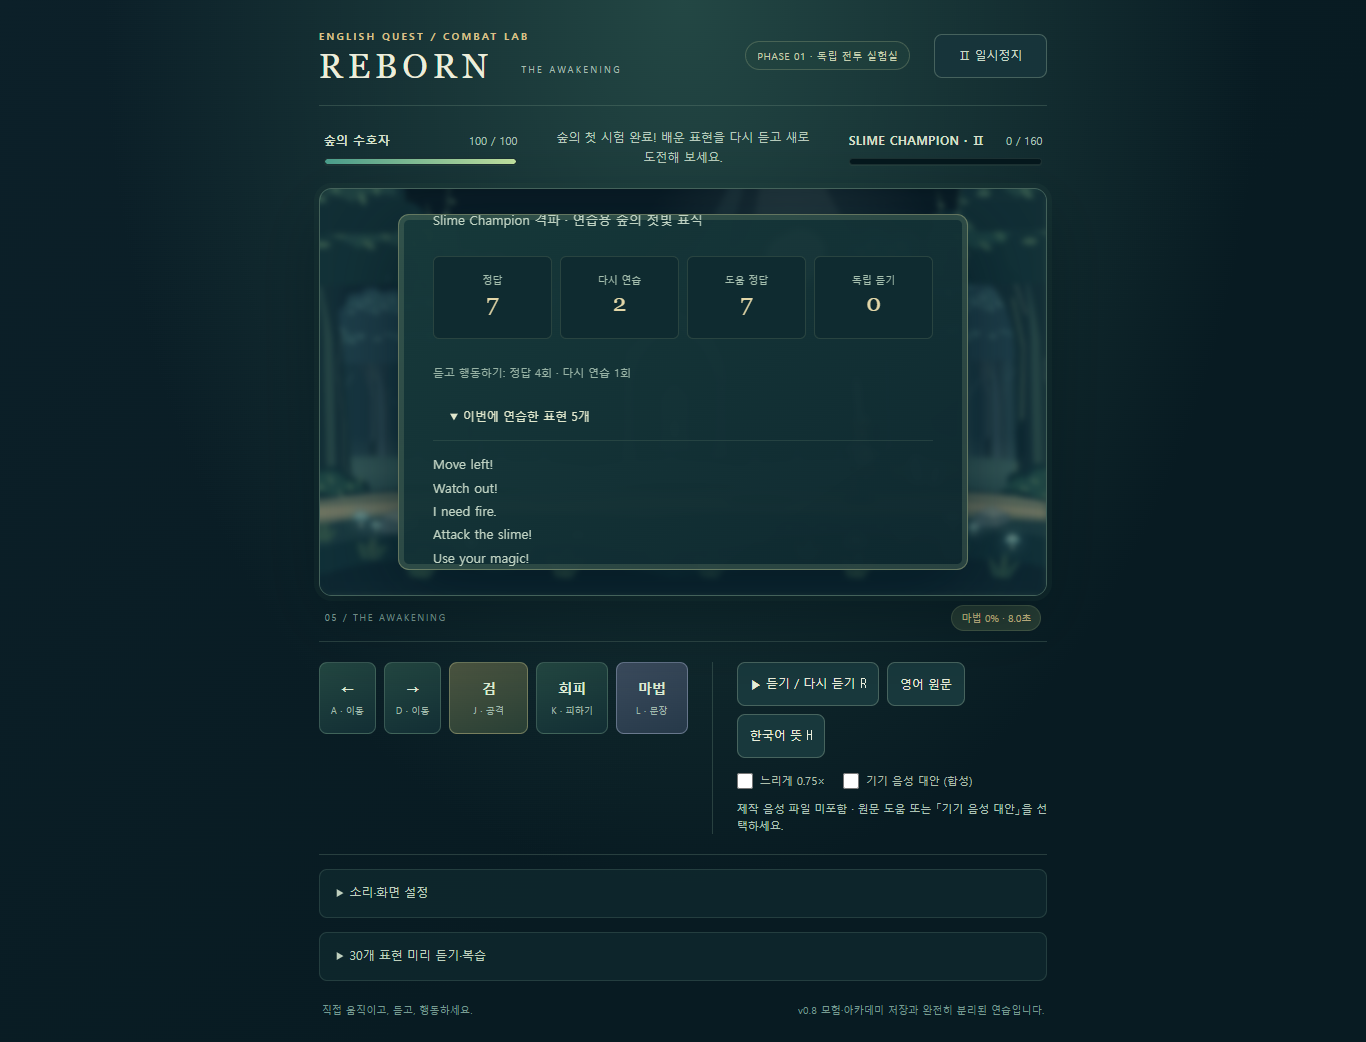 ENGLISH QUEST / COMBAT LAB
REBORN THE AWAKENING
PHASE 01 · 독립 전투 실험실
II 일시정지
숲의 수호자 100 / 100
숲의 첫 시험 완료! 배운 표현을 다시 듣고 새로
도전해 보세요.
SLIME CHAMPION · II 0 / 160
Slime Champion 격파 · 연습용 숲의 첫빛 표식
정답
7
다시 연습
2
도움 정답
7
독립 듣기
0
듣고 행동하기: 정답 4회 · 다시 연습 1회
▼ 이번에 연습한 표현 5개
Move left!
Watch out!
I need fire.
Attack the slime!
Use your magic!
05 / THE AWAKENING
마법 0% · 8.0초
←
A · 이동
→
D · 이동
검
J · 공격
회피
K · 피하기
마법
L · 문장
▶ 듣기 / 다시 듣기 R
영어 원문
한국어 뜻 H
느리게 0.75×
기기 음성 대안 (합성)
제작 음성 파일 미포함 · 원문 도움 또는 「기기 음성 대안」을 선
택하세요.
▶ 소리·화면 설정
▶ 30개 표현 미리 듣기·복습
직접 움직이고, 듣고, 행동하세요.
v0.8 모험·아카데미 저장과 완전히 분리된 연습입니다.